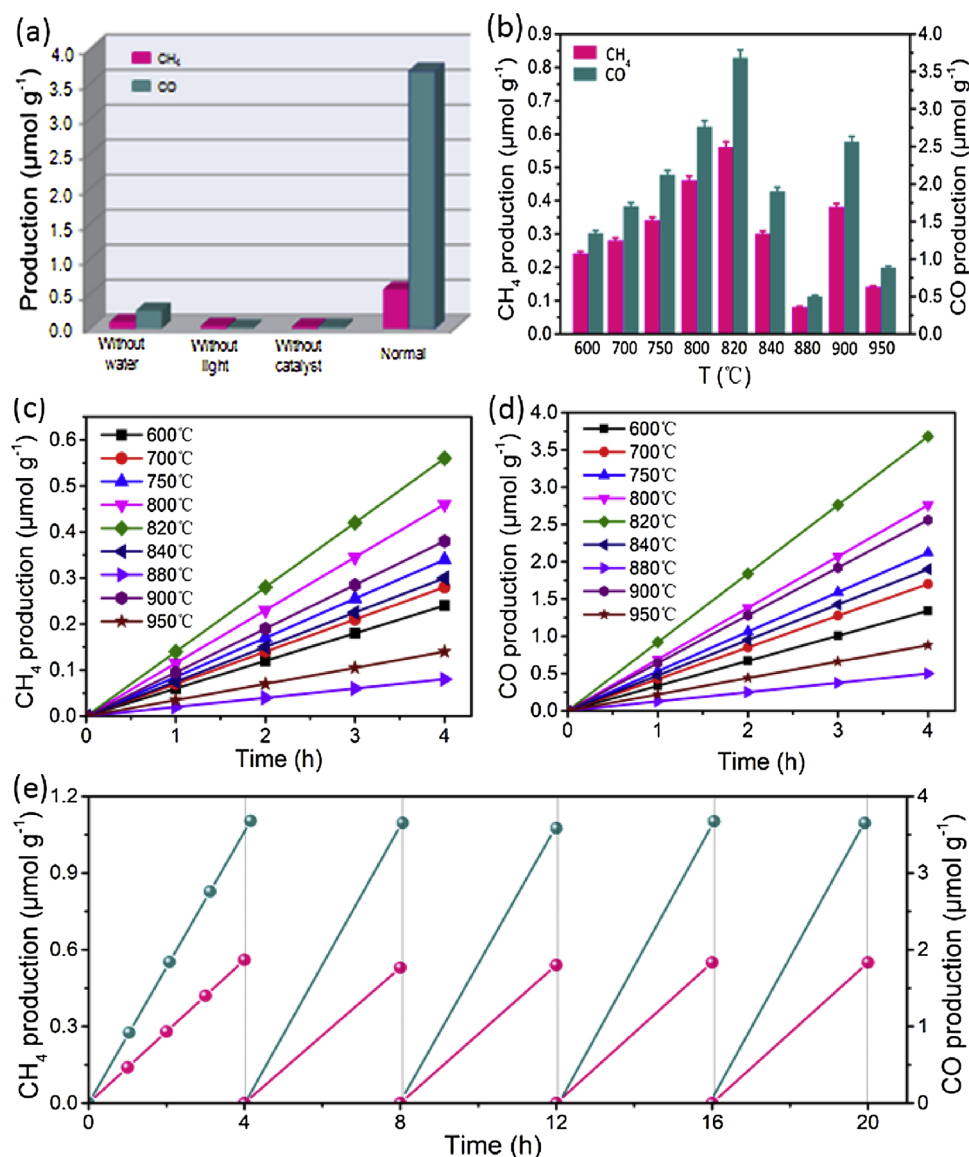 (a)
CH₄
CO
Production (μmol g⁻¹)
4.0
3.5
3.0
2.5
2.0
1.5
1.0
0.5
0.0
Without water
Without light
Without catalyst
Normal
(b)
CH₄
CO
CH₄ production (μmol g⁻¹)
0.9
0.8
0.7
0.6
0.5
0.4
0.3
0.2
0.1
0.0
CO production (μmol g⁻¹)
4.0
3.5
3.0
2.5
2.0
1.5
1.0
0.5
0.0
600 700 750 800 820 840 880 900 950
T (℃)
(c)
600℃
700℃
750℃
800℃
820℃
840℃
880℃
900℃
950℃
CH₄ production (μmol g⁻¹)
0.6
0.5
0.4
0.3
0.2
0.1
0.0
0 1 2 3 4
Time (h)
(d)
600℃
700℃
750℃
800℃
820℃
840℃
880℃
900℃
950℃
CO production (μmol g⁻¹)
4.0
3.5
3.0
2.5
2.0
1.5
1.0
0.5
0.0
0 1 2 3 4
Time (h)
(e)
CH₄ production (μmol g⁻¹)
1.2
0.9
0.6
0.3
0.0
CO production (μmol g⁻¹)
4
3
2
1
0
0 4 8 12 16 20
Time (h)